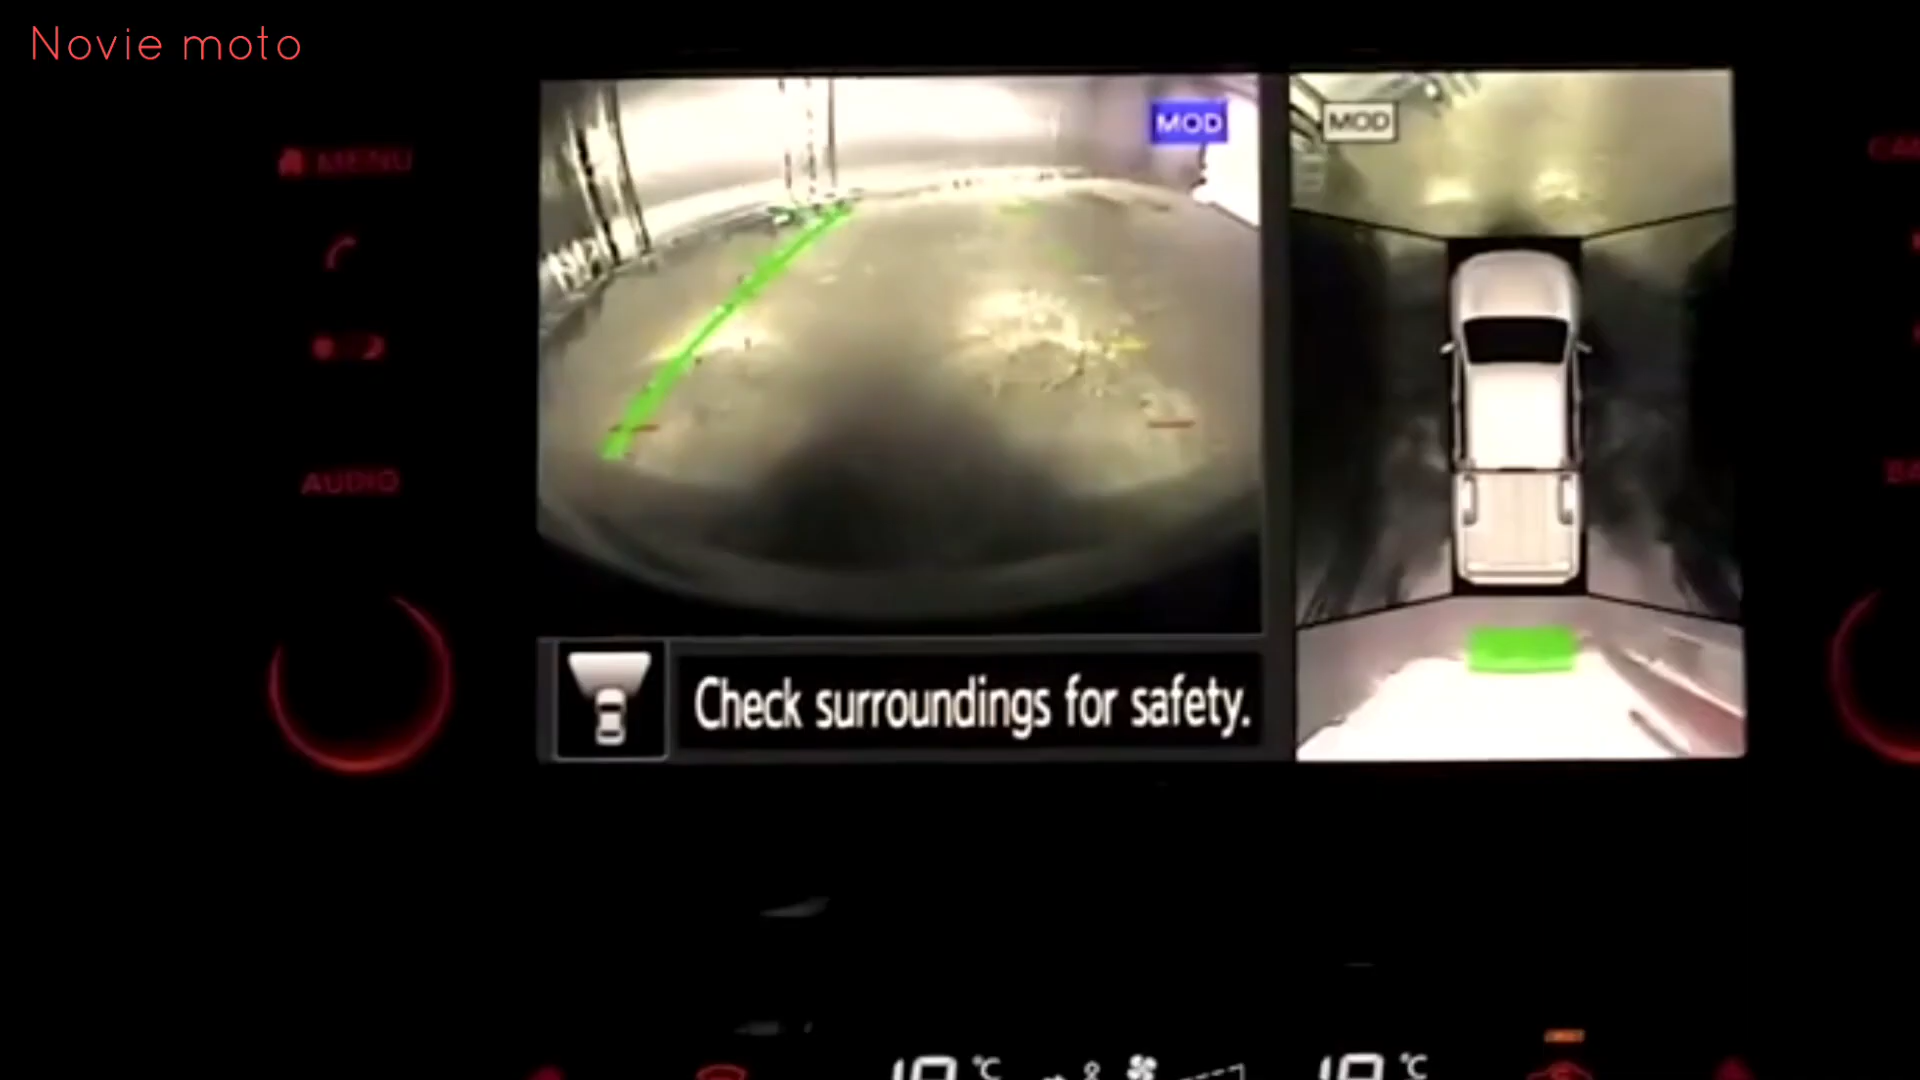 Novie moto
MENU
AUDIO
MOD
MOD
Check surroundings for safety.
°C
°C